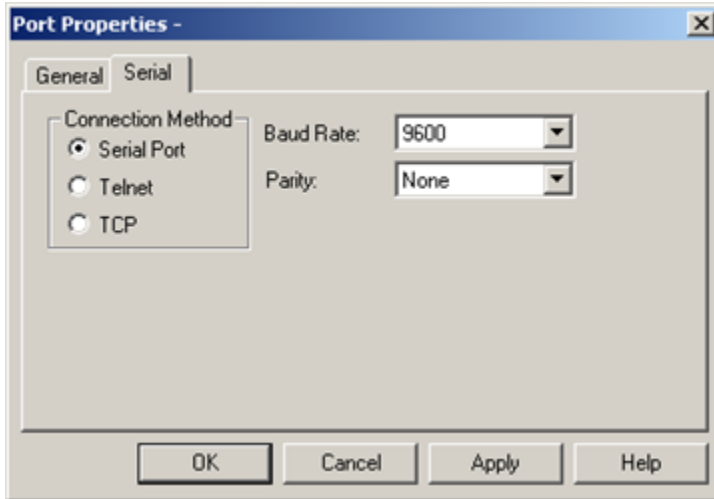 Port Properties -
General Serial
Connection Method
Serial Port
Telnet
TCP
Baud Rate: 9600
Parity: None
OK Cancel Apply Help